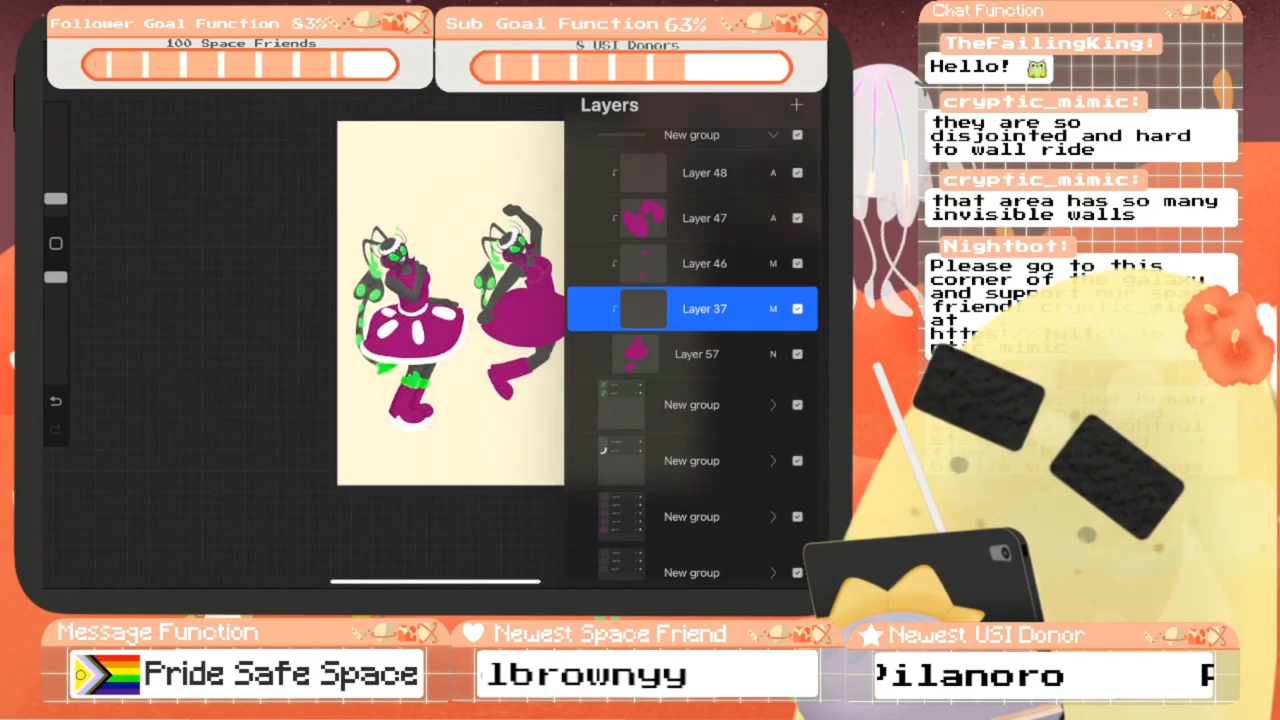 Follower Goal Function 83%
100 Space Friends
Sub Goal Function 63%
8 USI Donors
Layers
New group
Layer 48 A
Layer 47 A
Layer 46 M
Layer 37 M
Layer 57 N
New group
New group
New group
New group
Chat Function
TheFailingKing:
Hello!
cryptic_mimic:
they are so
disjointed and hard
to wall ride
cryptic_mimic:
that area has so many
invisible walls
Nightbot:
Please go to this
corner of the galaxy
and support our space
friend cryptic_mimic
at
Message Function
Pride Safe Space
Newest Space Friend
lbrownyy
Newest USI Donor
Pilanoro